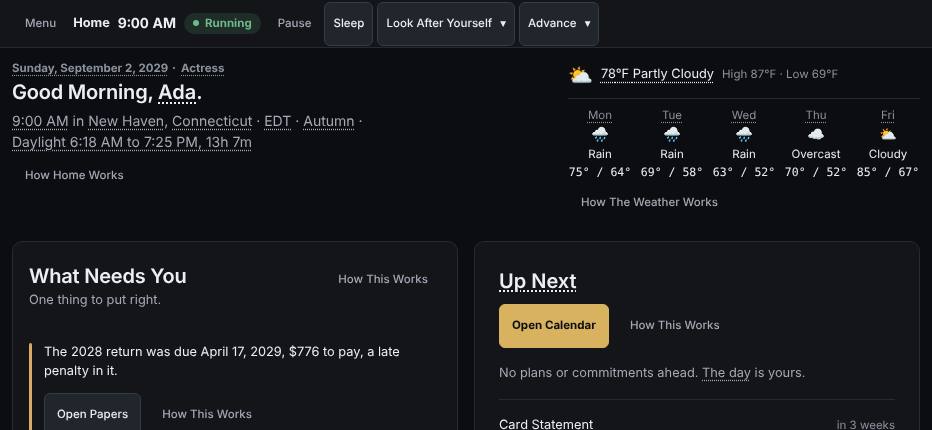 Menu Home 9:00 AM Running Pause Sleep Look After Yourself ▾ Advance ▾
Sunday, September 2, 2029 · Actress
Good Morning, Ada.
9:00 AM in New Haven, Connecticut · EDT · Autumn ·
Daylight 6:18 AM to 7:25 PM, 13h 7m
How Home Works
78°F Partly Cloudy High 87°F · Low 69°F
Mon Tue Wed Thu Fri
Rain Rain Rain Overcast Cloudy
75° / 64° 69° / 58° 63° / 52° 70° / 52° 85° / 67°
How The Weather Works
What Needs You How This Works
One thing to put right.
The 2028 return was due April 17, 2029, $776 to pay, a late
penalty in it.
Open Papers How This Works
Up Next
Open Calendar How This Works
No plans or commitments ahead. The day is yours.
Card Statement in 3 weeks